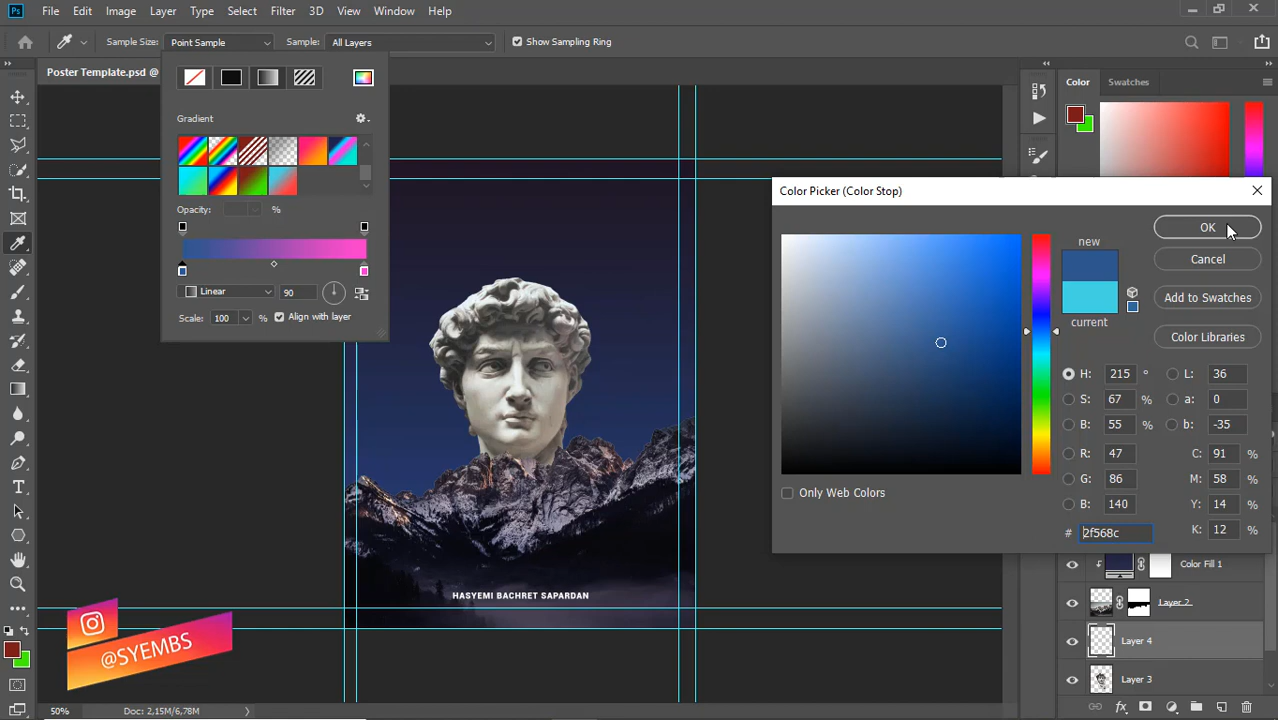 Ps File Edit Image Layer Type Select Filter 3D View Window Help
Sample Size: Point Sample Sample: All Layers Show Sampling Ring
Poster Template.psd @
Color Swatches
Gradient
Opacity: %
Linear 90
Scale: 100 % Align with layer
Color Picker (Color Stop)
new
current
OK
Cancel
Add to Swatches
Color Libraries
H: 215 °
S: 67 %
B: 55 %
R: 47
G: 86
B: 140
# 2f568c
L: 36
a: 0
b: -35
C: 91 %
M: 58 %
Y: 14 %
K: 12 %
Only Web Colors
HASYEMI BACHRET SAPARDAN
@SYEMBS
Color Fill 1
Layer 2
Layer 4
Layer 3
fx
50% Doc: 2,15M/6,78M